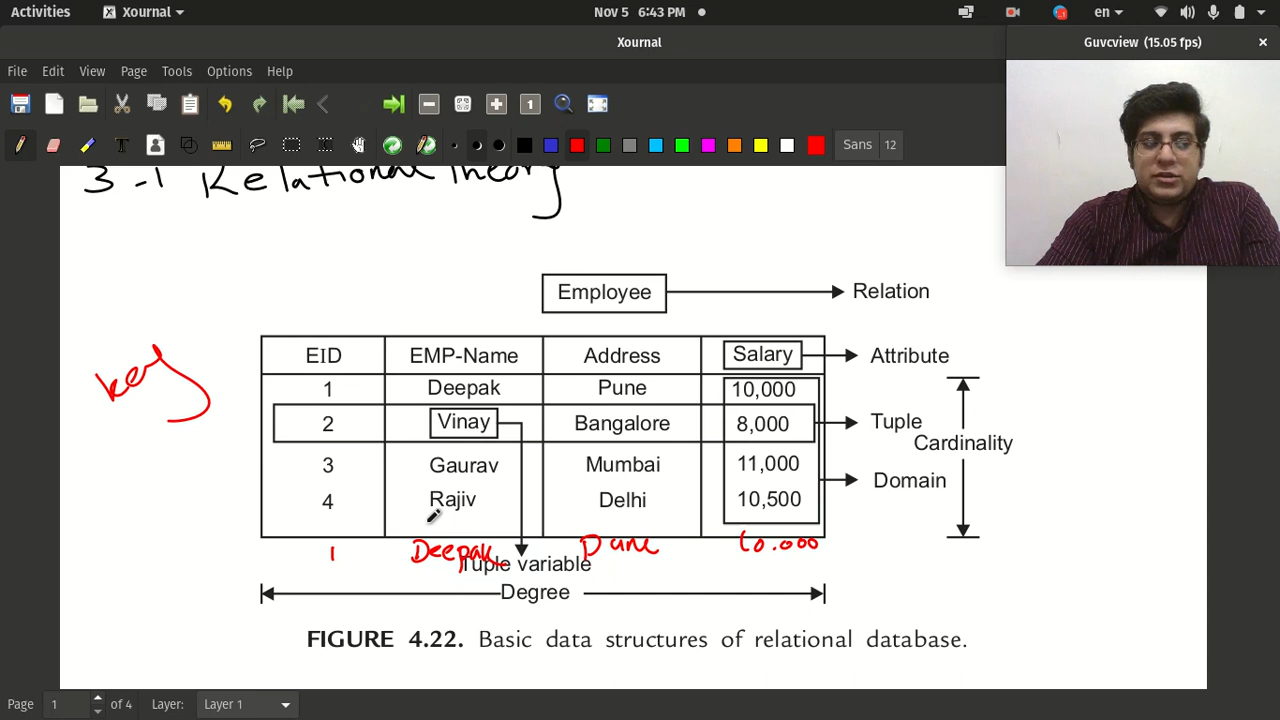 Activities Xournal Nov 5 6:43 PM en
Xournal
Guvcview (15.05 fps)
File Edit View Page Tools Options Help
Sans 12
3-1 Relational Theory
Employee Relation
key
EID EMP-Name Address Salary Attribute
1 Deepak Pune 10,000
2 Vinay Bangalore 8,000 Tuple
Cardinality
3 Gaurav Mumbai 11,000
Domain
4 Rajiv Delhi 10,500
1 Deepak Pune 10.000
Tuple variable
Degree
FIGURE 4.22. Basic data structures of relational database.
Page 1 of 4 Layer: Layer 1